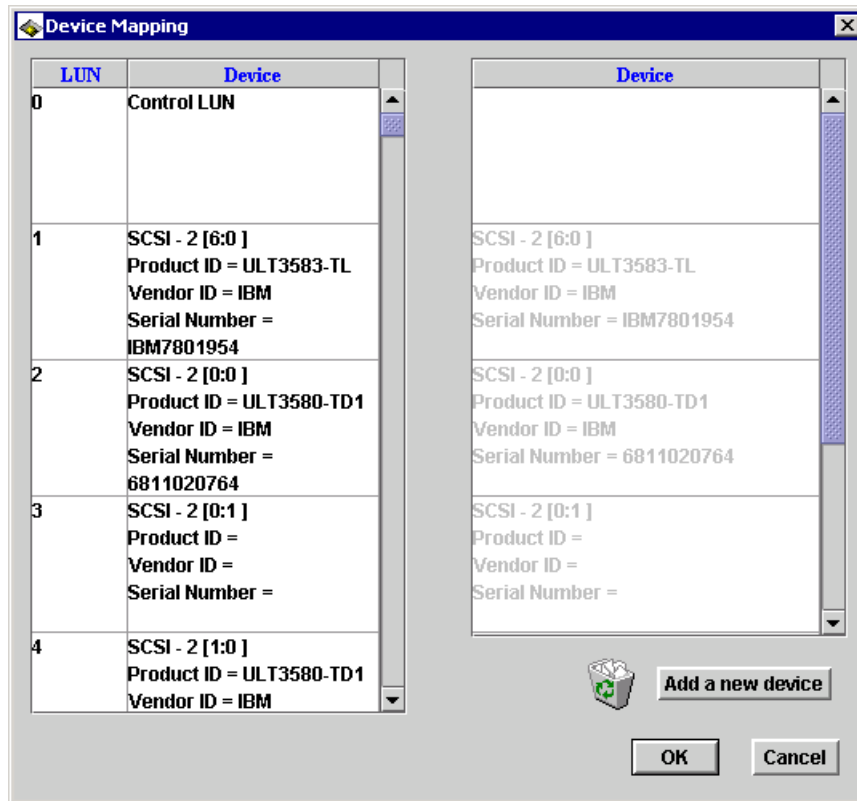 Device Mapping
LUN Device
0 Control LUN
1 SCSI - 2 [6:0 ]
Product ID = ULT3583-TL
Vendor ID = IBM
Serial Number =
IBM7801954
2 SCSI - 2 [0:0 ]
Product ID = ULT3580-TD1
Vendor ID = IBM
Serial Number =
6811020764
3 SCSI - 2 [0:1 ]
Product ID =
Vendor ID =
Serial Number =
4 SCSI - 2 [1:0 ]
Product ID = ULT3580-TD1
Vendor ID = IBM
Device
SCSI - 2 [6:0 ]
Product ID = ULT3583-TL
Vendor ID = IBM
Serial Number = IBM7801954
SCSI - 2 [0:0 ]
Product ID = ULT3580-TD1
Vendor ID = IBM
Serial Number = 6811020764
SCSI - 2 [0:1 ]
Product ID =
Vendor ID =
Serial Number =
Add a new device
OK Cancel